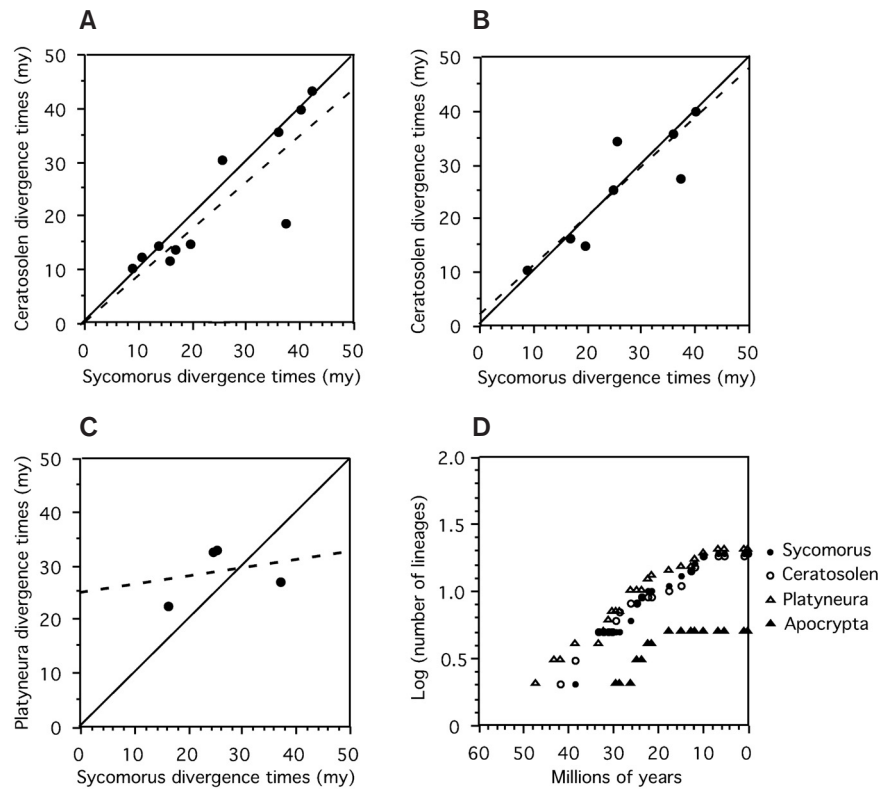 A
B
50
40
30
20
10
0
Ceratosolen divergence times (my)
0 10 20 30 40 50
Sycomorus divergence times (my)
50
40
30
20
10
0
Ceratosolen divergence times (my)
0 10 20 30 40 50
Sycomorus divergence times (my)
C
D
50
40
30
20
10
0
Platyneura divergence times (my)
0 10 20 30 40 50
Sycomorus divergence times (my)
2.0
1.5
1.0
0.5
0
Log (number of lineages)
60 50 40 30 20 10 0
Millions of years
Sycomorus
Ceratosolen
Platyneura
Apocrypta